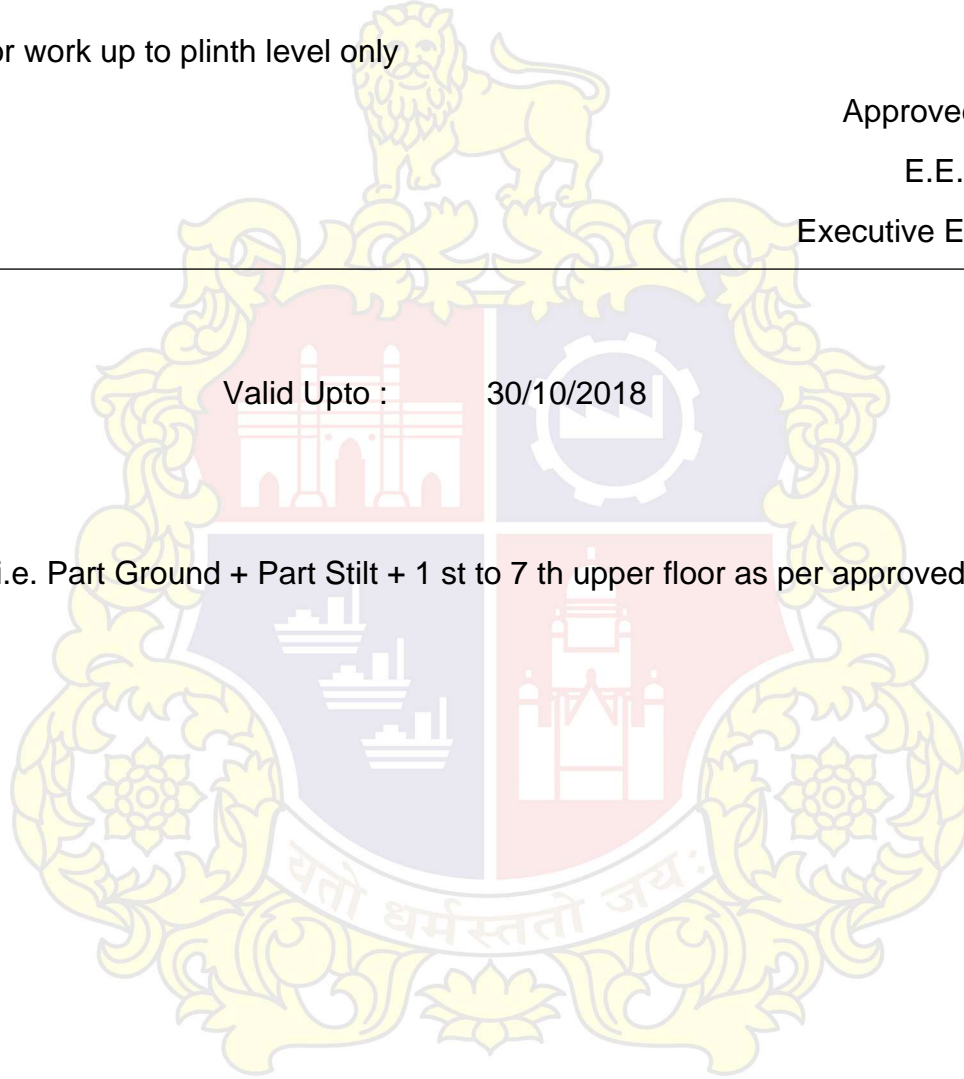 or work up to plinth level only
Approved
E.E.
Executive E
Valid Upto : 30/10/2018
i.e. Part Ground + Part Stilt + 1 st to 7 th upper floor as per approved
यतो धर्मस्ततो जय: